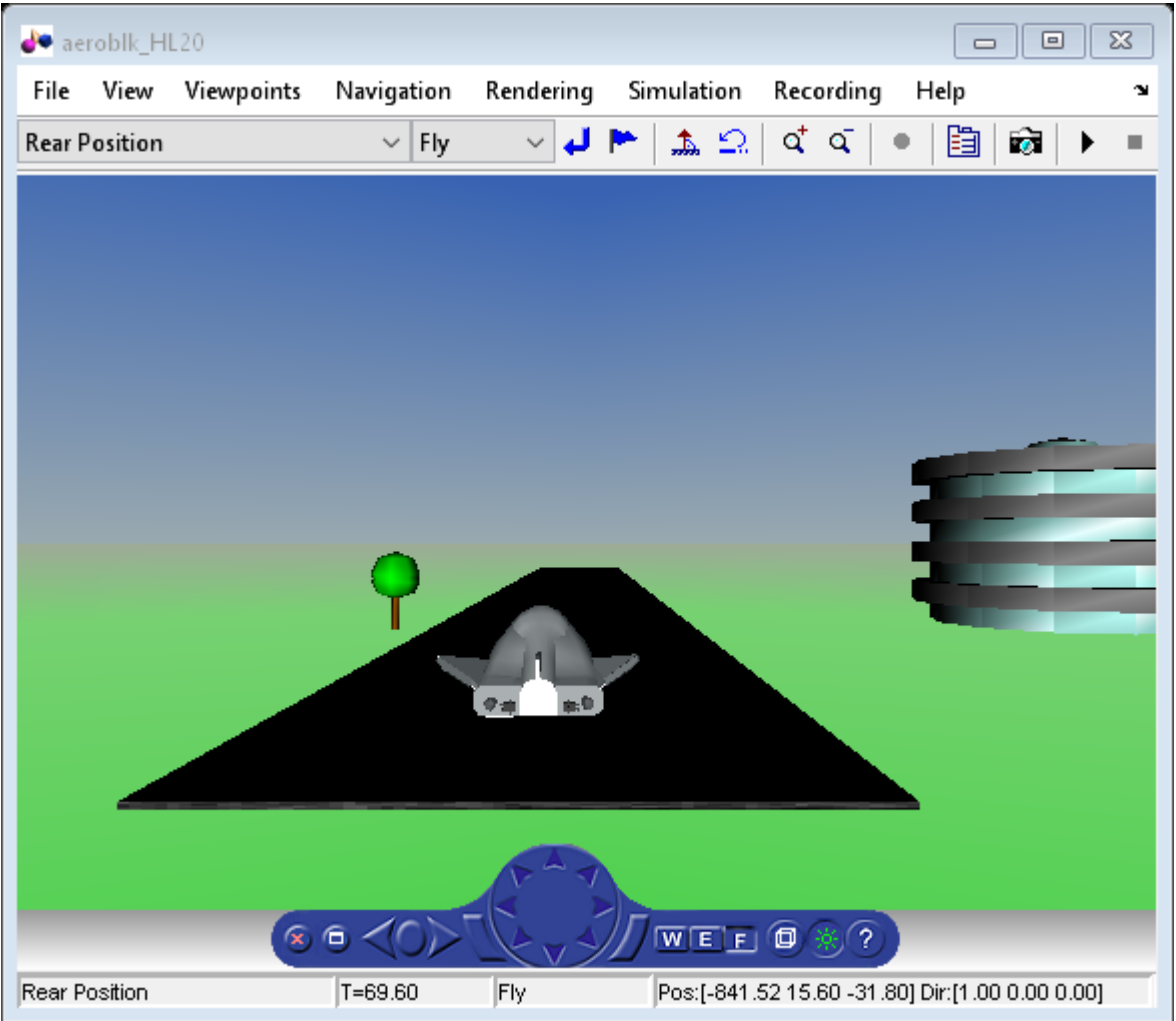 aeroblk_HL20
File View Viewpoints Navigation Rendering Simulation Recording Help
Rear Position Fly
W E F ?
Rear Position T=69.60 Fly Pos:[-841.52 15.60 -31.80] Dir:[1.00 0.00 0.00]